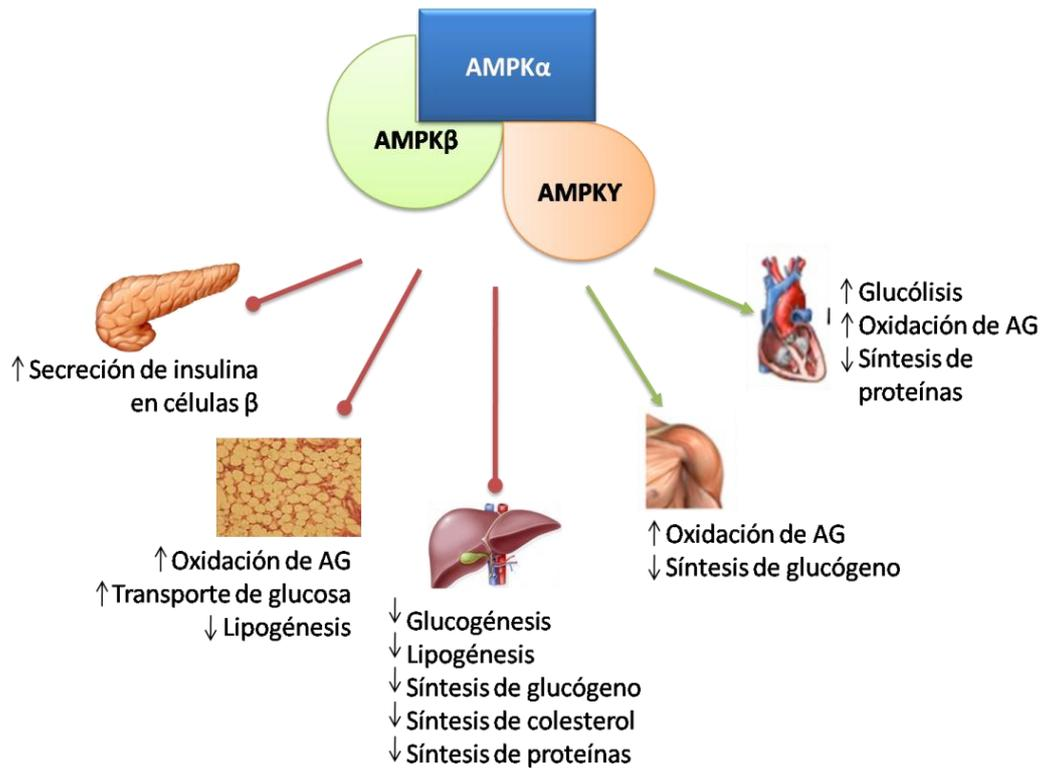 AMPKα
AMPKβ
AMPKϒ
↑ Secreción de insulina
en células β
↑ Oxidación de AG
↑ Transporte de glucosa
↓ Lipogénesis
↓ Glucogénesis
↓ Lipogénesis
↓ Síntesis de glucógeno
↓ Síntesis de colesterol
↓ Síntesis de proteínas
↑ Oxidación de AG
↓ Síntesis de glucógeno
↑ Glucólisis
↑ Oxidación de AG
↓ Síntesis de
proteínas